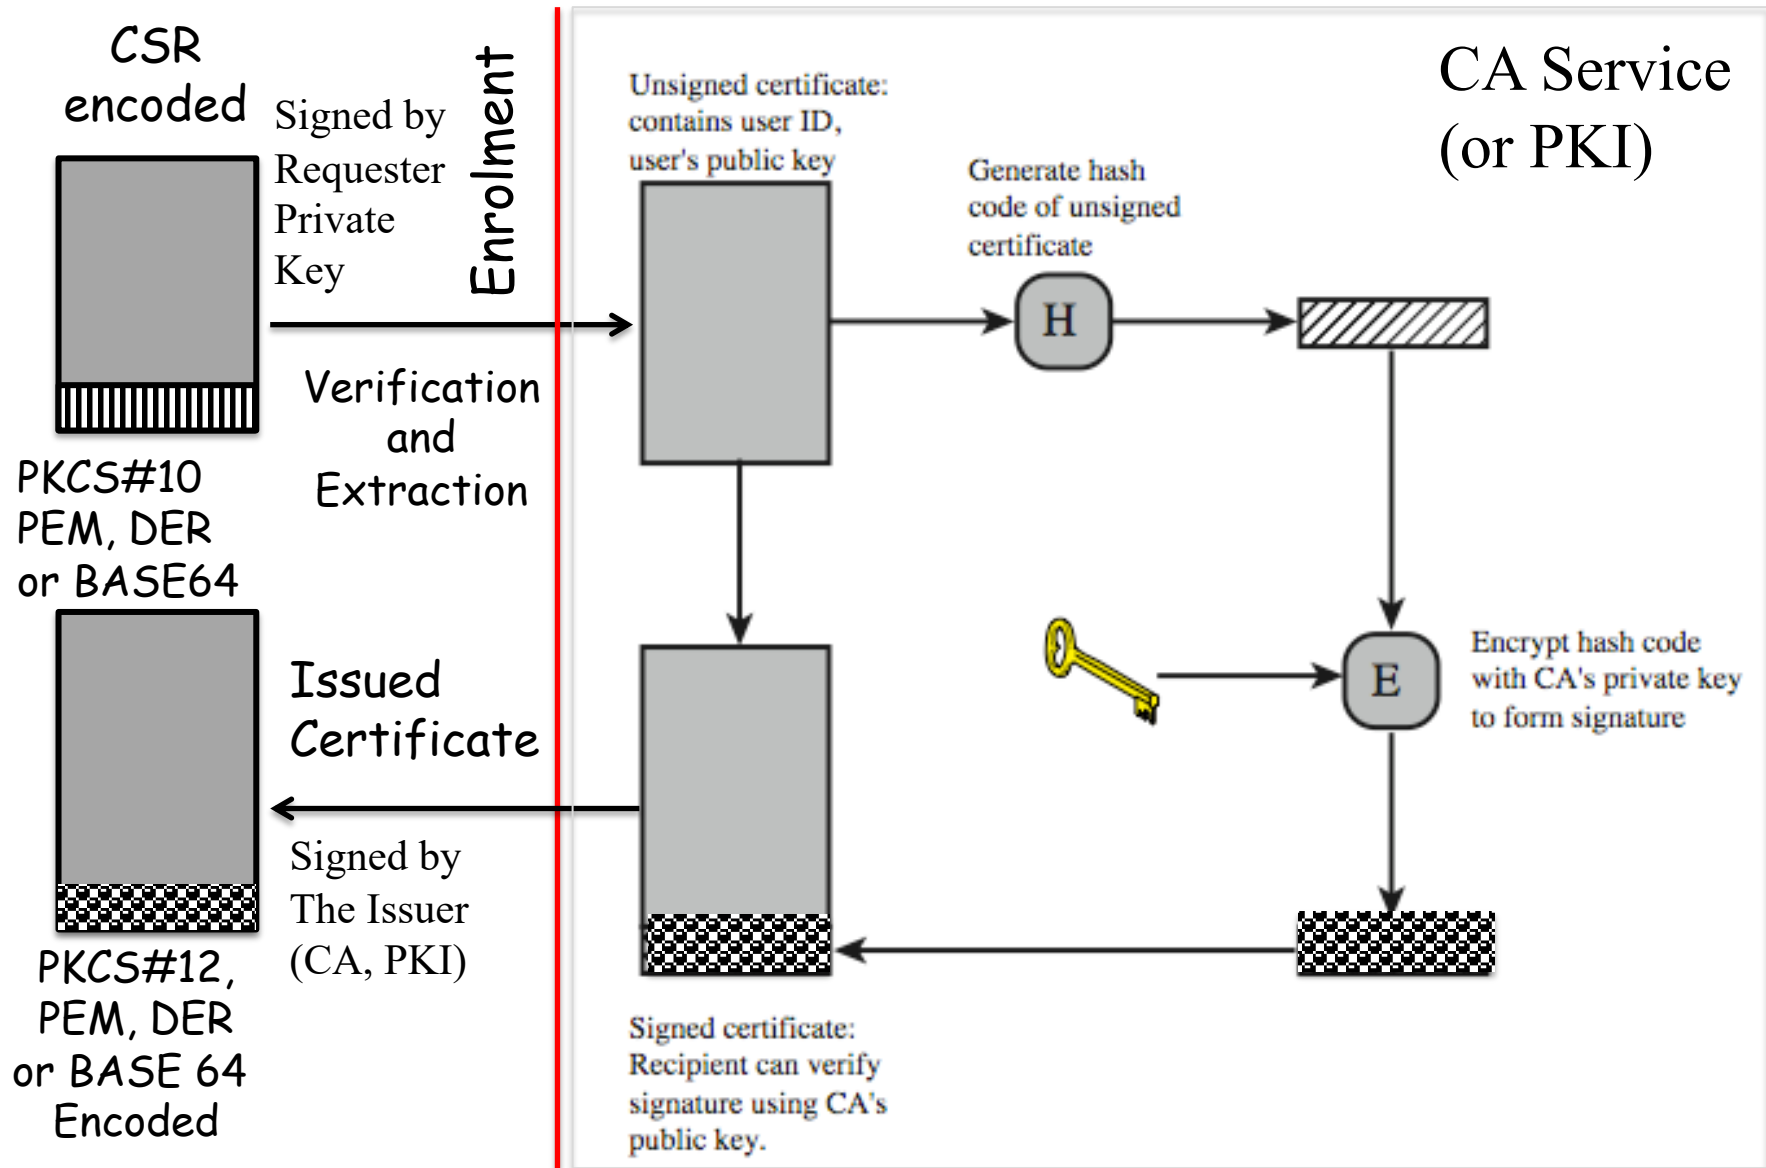 CSR
encoded
Signed by
Requester
Private
Key
Enrolment
Verification
and
Extraction
PKCS#10
PEM, DER
or BASE64
Issued
Certificate
Signed by
The Issuer
(CA, PKI)
PKCS#12,
PEM, DER
or BASE 64
Encoded
CA Service
(or PKI)
Unsigned certificate:
contains user ID,
user's public key
Generate hash
code of unsigned
certificate
H
E
Encrypt hash code
with CA's private key
to form signature
Signed certificate:
Recipient can verify
signature using CA's
public key.